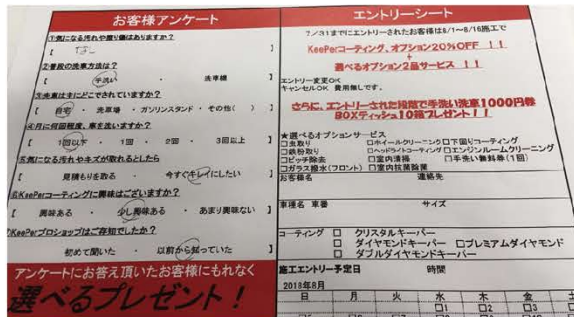 お客様アンケート
①気になる汚れや擦り傷はありますか?
【 なし 】
②普段の洗車方法は?
【 手洗い ・ 洗車機 】
③洗車は主にどこでされていますか?
【 自宅 ・ 洗車場 ・ ガソリンスタンド ・ その他( ) 】
④月に何回程度、車を洗いますか?
【 1回以下 ・ 1回 ・ 2回 ・ 3回以上 】
⑤気になる汚れやキズが取れるとしたら
【 見積もりを取る ・ 今すぐキレイにしたい 】
⑥KeePerコーティングに興味はございますか?
【 興味ある ・ 少し興味ある ・ あまり興味ない 】
⑦KeePerプロショップはご存知でしたか?
初めて聞いた ・ 以前から知っていた 】
アンケートにお答え頂いたお客様にもれなく
選べるプレゼント!
エントリーシート
7/31までにエントリーされたお客様は8/1~8/16施工で
KeePerコーティング、オプション20%OFF !!
+
選べるオプション2品サービス !!
エントリー変更OK
キャンセルOK 費用無しです。
さらに、エントリーされた段階で手洗い洗車1000円券
BOXティッシュ10箱プレゼント!!
★選べるオプションサービス
□虫取り □ホイールクリーニング □下回りコーティング
□鉄粉取り □ヘッドライトコーティング □エンジンルームクリーニング
□ピッチ除去 □室内清掃 □手洗い無料券(1回)
□ガラス撥水(フロント) □室内抗菌除菌
お客様名 連絡先
車種名 車番 サイズ
コーティング □ クリスタルキーパー
□ ダイヤモンドキーパー □プレミアムダイヤモンド
□ ダブルダイヤモンドキーパー
施工エントリー予定日 時間
2018年8月
日 月 火 水 木 金 土
□1 □2 □3